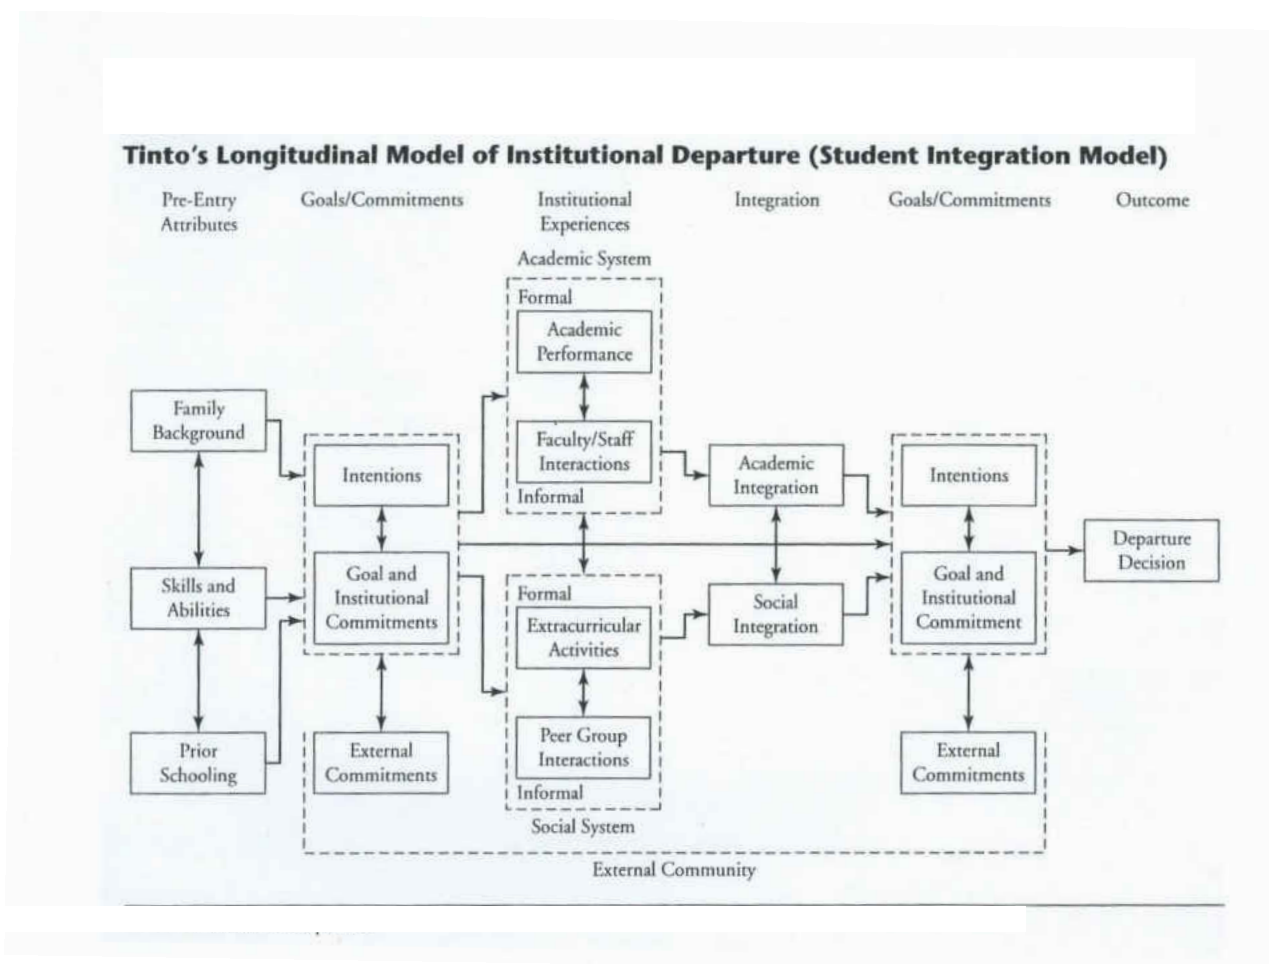 Tinto's Longitudinal Model of Institutional Departure (Student Integration Model)
Pre-Entry
Attributes
Goals/Commitments
Institutional
Experiences
Integration
Goals/Commitments
Outcome
Academic System
Formal
Academic
Performance
Faculty/Staff
Interactions
Informal
Family
Background
Skills and
Abilities
Prior
Schooling
Intentions
Goal and
Institutional
Commitments
External
Commitments
Formal
Extracurricular
Activities
Peer Group
Interactions
Informal
Social System
Academic
Integration
Social
Integration
Intentions
Goal and
Institutional
Commitment
External
Commitments
Departure
Decision
External Community